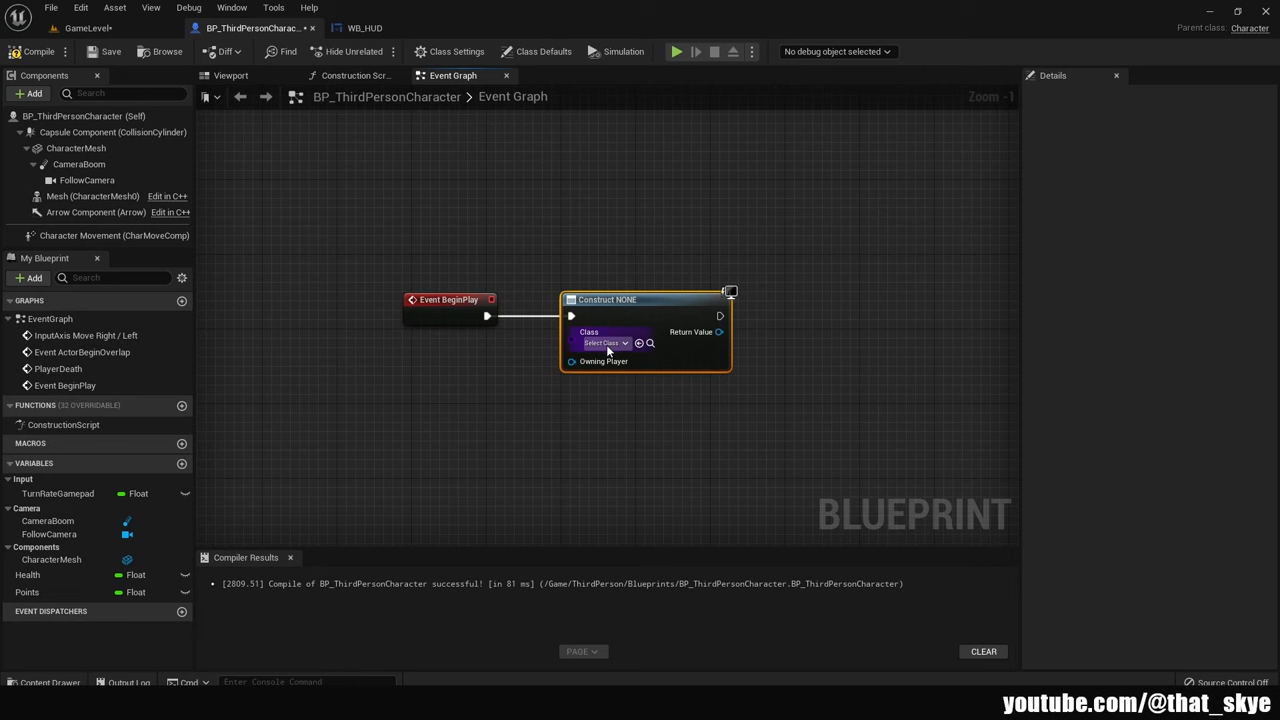 File Edit Asset View Debug Window Tools Help
GameLevel•
BP_ThirdPersonCharac...•
WB_HUD
Parent class: Character
Compile
Save
Browse
Diff
Find
Hide Unrelated
Class Settings
Class Defaults
Simulation
No debug object selected
Components
Viewport
Construction Scr...
Event Graph
Details
Add
Search
BP_ThirdPersonCharacter > Event Graph
Zoom -1
BP_ThirdPersonCharacter (Self)
Capsule Component (CollisionCylinder)
CharacterMesh
CameraBoom
FollowCamera
Mesh (CharacterMesh0) Edit in C++
Arrow Component (Arrow) Edit in C++
Character Movement (CharMoveComp)
My Blueprint
Add
Search
GRAPHS
EventGraph
InputAxis Move Right / Left
Event ActorBeginOverlap
PlayerDeath
Event BeginPlay
FUNCTIONS (32 OVERRIDABLE)
ConstructionScript
MACROS
VARIABLES
Input
TurnRateGamepad Float
Camera
CameraBoom
FollowCamera
Components
CharacterMesh
Health Float
Points Float
EVENT DISPATCHERS
Event BeginPlay
Construct NONE
Class
Select Class
Return Value
Owning Player
BLUEPRINT
Compiler Results
• [2809.51] Compile of BP_ThirdPersonCharacter successful! [in 81 ms] (/Game/ThirdPerson/Blueprints/BP_ThirdPersonCharacter.BP_ThirdPersonCharacter)
PAGE
CLEAR
Content Drawer
Output Log
Cmd
Enter Console Command
Source Control Off
youtube.com/@that_skye